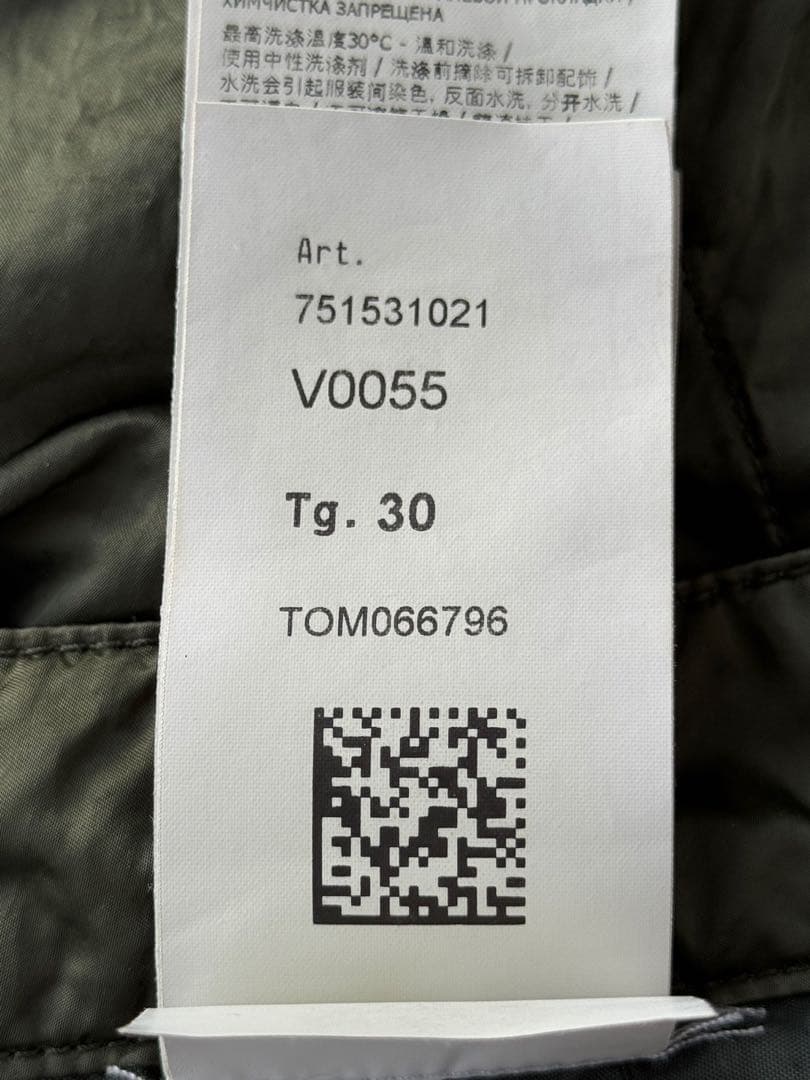 ХИМЧИСТКА ЗАПРЕЩЕНА
最高洗涤温度30°C - 温和洗涤 /
使用中性洗涤剂 / 洗涤前摘除可拆卸配饰 /
水洗会引起服装间染色, 反面水洗, 分开水洗 /
Art.
751531021
V0055
Tg. 30
TOM066796